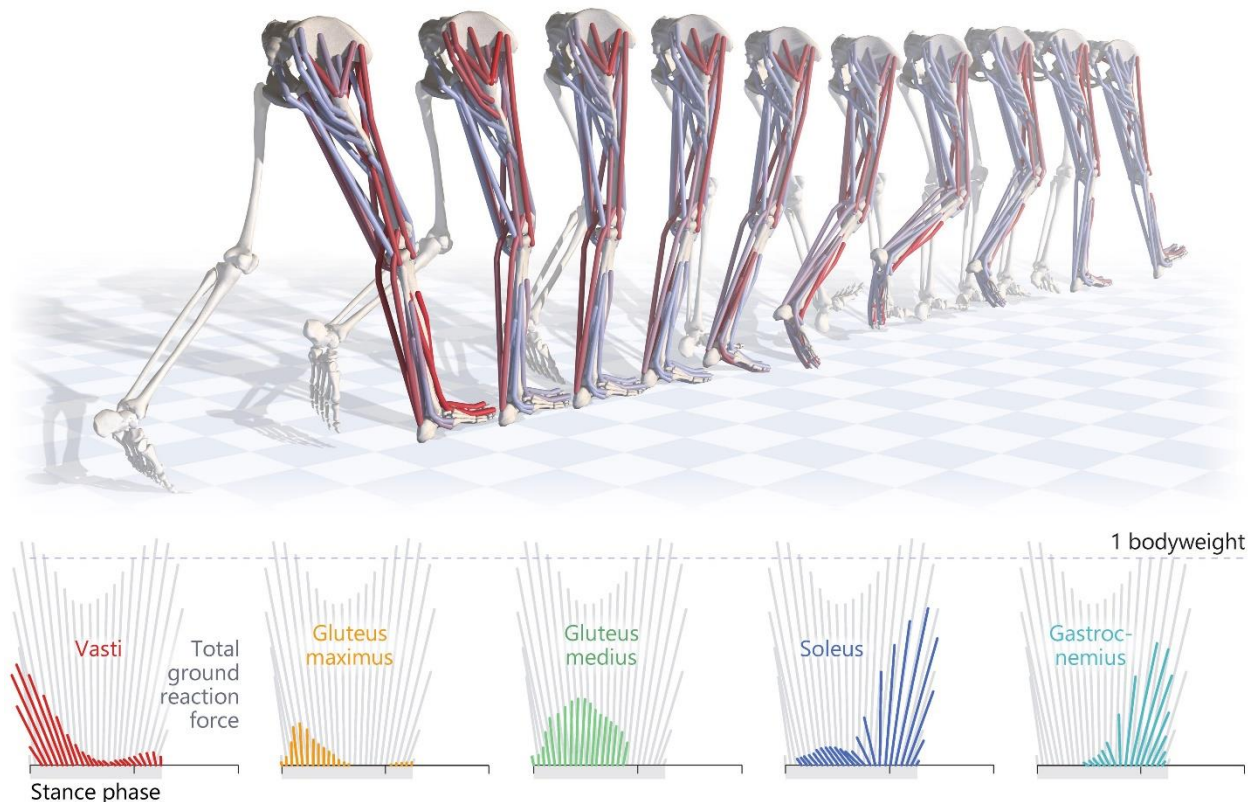 1 bodyweight
Vasti
Total
ground
reaction
force
Gluteus
maximus
Gluteus
medius
Soleus
Gastroc-
nemius
Stance phase